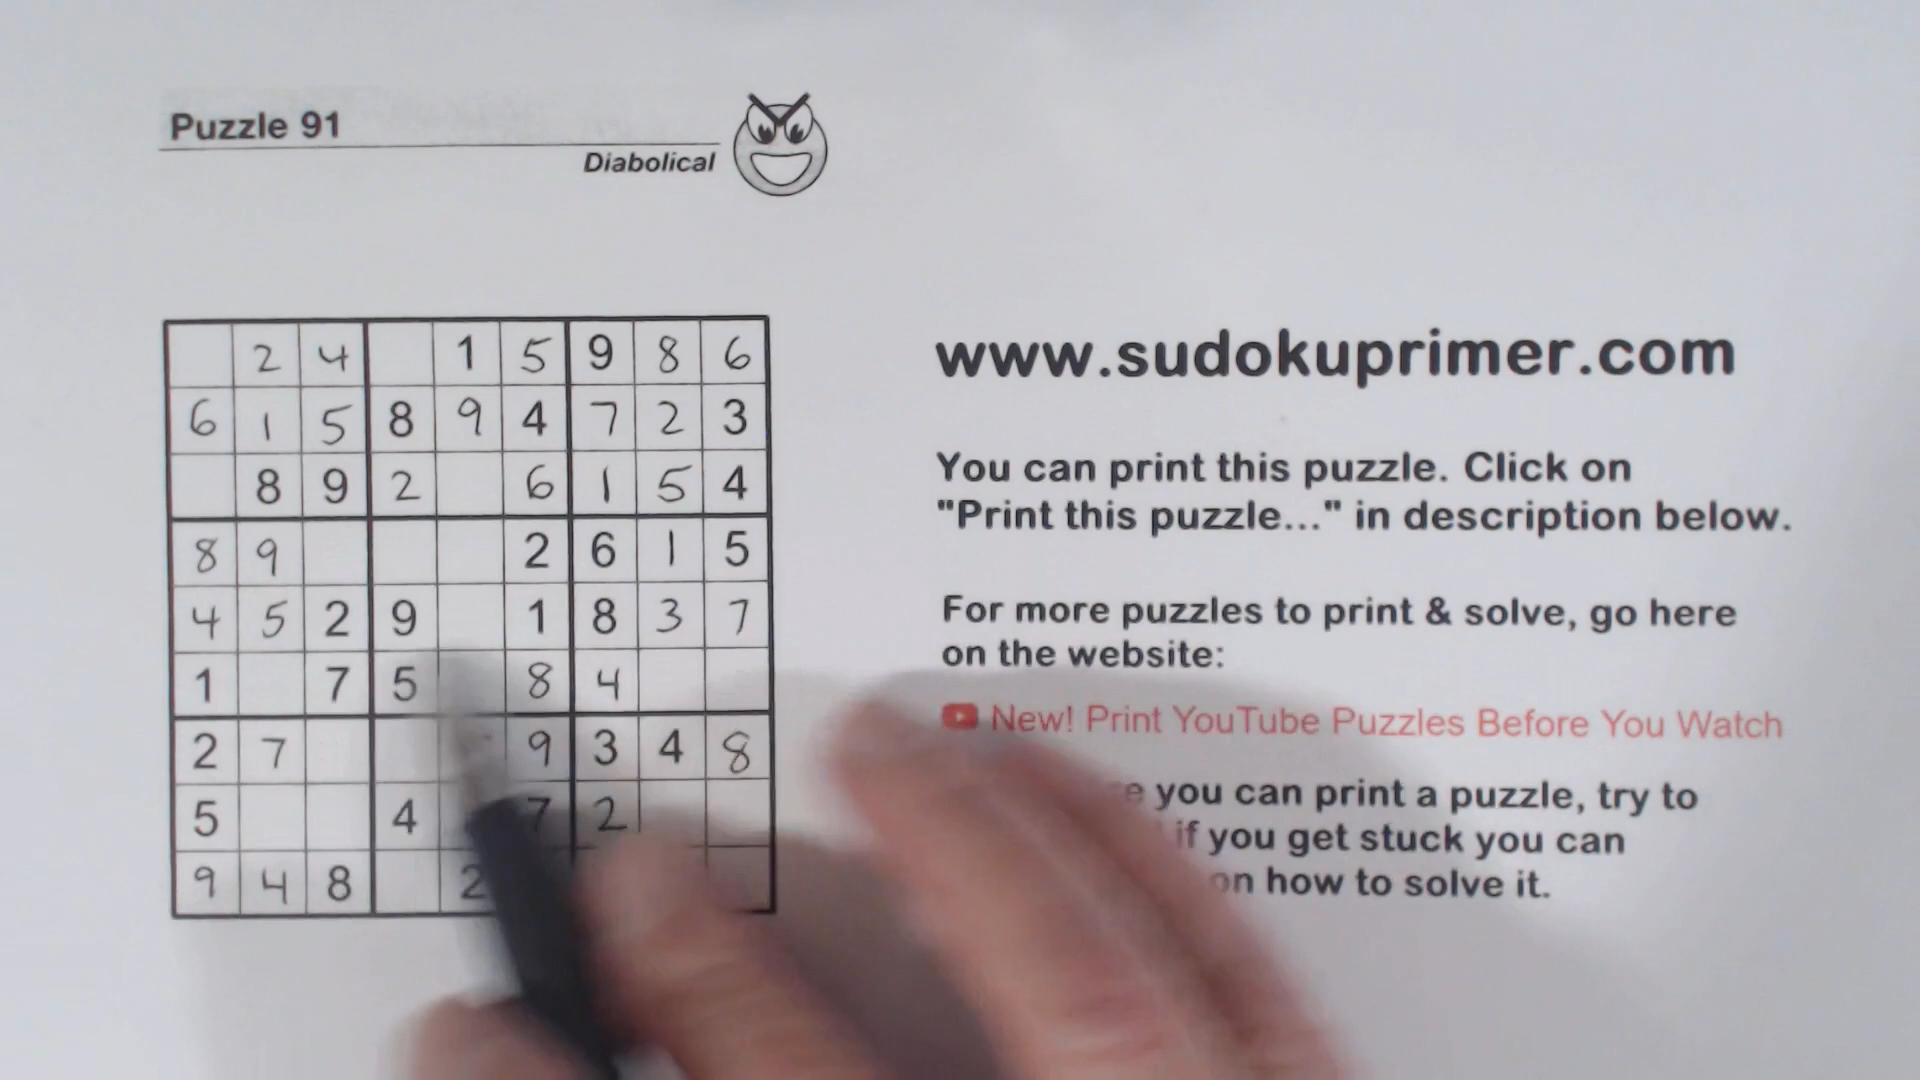 Puzzle 91
Diabolical
2 4 1 5 9 8 6
6 1 5 8 9 4 7 2 3
8 9 2 6 1 5 4
8 9 2 6 1 5
4 5 2 9 1 8 3 7
1 7 5 8 4
2 7 9 3 4 8
5 4 7 2
9 4 8 2
www.sudokuprimer.com
You can print this puzzle. Click on
"Print this puzzle..." in description below.
For more puzzles to print & solve, go here
on the website:
New! Print YouTube Puzzles Before You Watch
you can print a puzzle, try to
if you get stuck you can
on how to solve it.